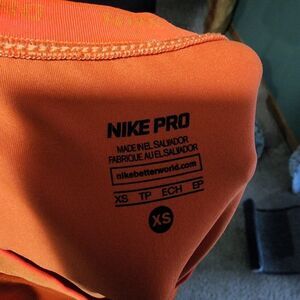 NIKE PRO
MADE IN EL SALVADOR
FABRIQUE AU EL SALVADOR
nikebetterworld.com
XS TP ECH EP
XS